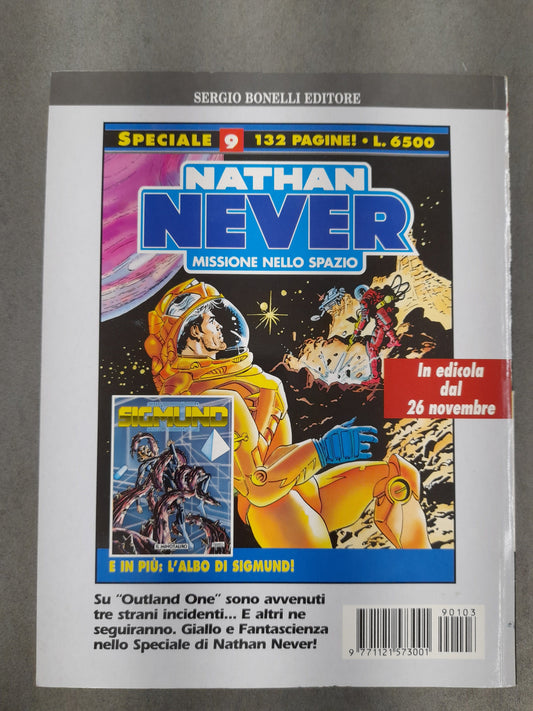 SERGIO BONELLI EDITORE
SPECIALE 9 132 PAGINE! • L. 6500
NATHAN
NEVER
MISSIONE NELLO SPAZIO
In edicola
dal
26 novembre
SIGMUND
IL MINOTAURO
E IN PIÙ: L'ALBO DI SIGMUND!
Su "Outland One" sono avvenuti
tre strani incidenti... E altri ne
seguiranno. Giallo e Fantascienza
nello Speciale di Nathan Never!
90103
9 771121 573001